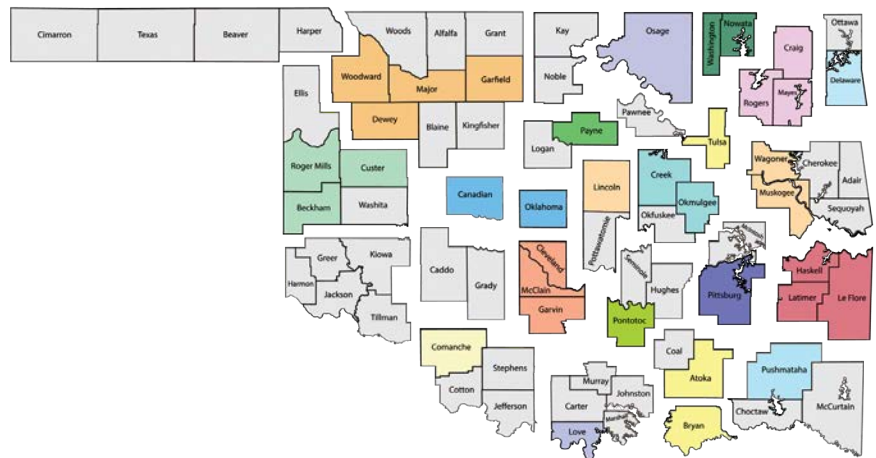 Cimarron
Texas
Beaver
Harper
Woods
Alfalfa
Grant
Kay
Osage
Washington
Nowata
Craig
Ottawa
Woodward
Major
Garfield
Noble
Rogers
Mayes
Delaware
Ellis
Dewey
Blaine
Kingfisher
Logan
Payne
Pawnee
Tulsa
Roger Mills
Custer
Beckham
Washita
Canadian
Oklahoma
Lincoln
Creek
Okmulgee
Okfuskee
Wagoner
Muskogee
Cherokee
Adair
Sequoyah
Greer
Kiowa
Harmon
Jackson
Tillman
Caddo
Grady
Cleveland
McClain
Garvin
Pottawatomie
Seminole
Hughes
Pontotoc
McIntosh
Pittsburg
Haskell
Latimer
Le Flore
Comanche
Cotton
Stephens
Jefferson
Murray
Carter
Johnston
Marshall
Love
Coal
Atoka
Bryan
Pushmataha
Choctaw
McCurtain